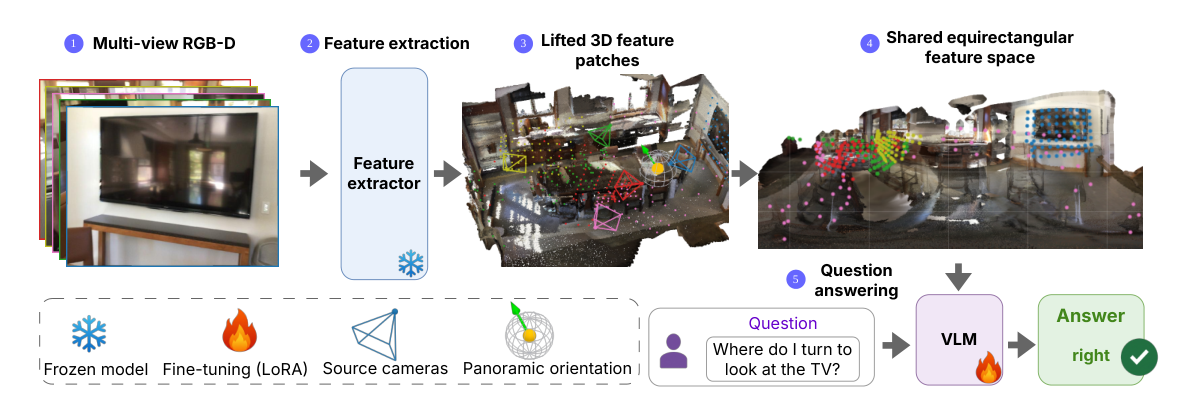 1 Multi-view RGB-D
2 Feature extraction
3 Lifted 3D feature
patches
4 Shared equirectangular
feature space
Feature
extractor
5 Question
answering
Question
Where do I turn to
look at the TV?
VLM
Answer
right
Frozen model
Fine-tuning (LoRA)
Source cameras
Panoramic orientation